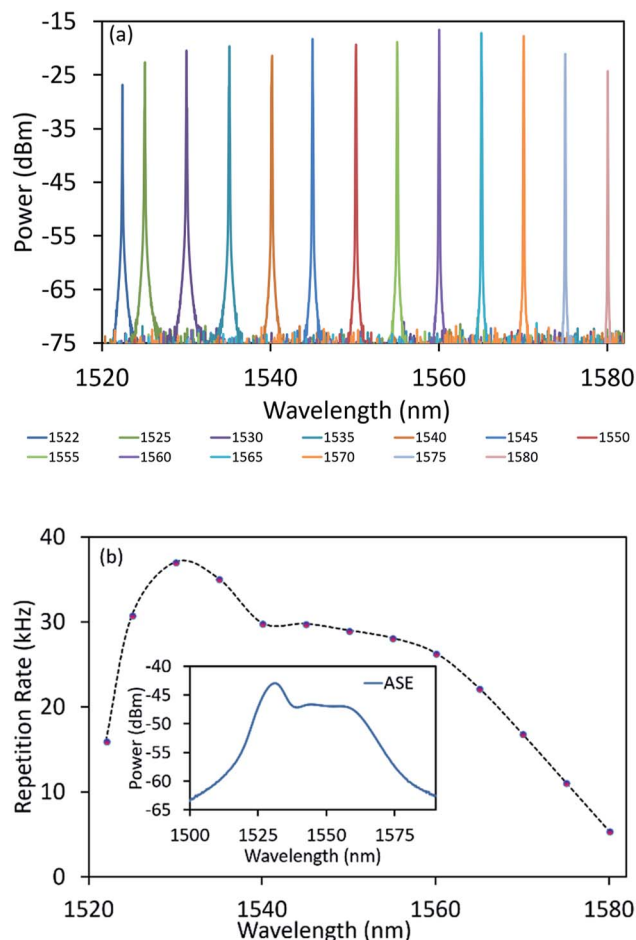 (a)
-15
-25
-35
-45
-55
-65
-75
Power (dBm)
1520 1540 1560 1580
Wavelength (nm)
1522 1525 1530 1535 1540 1545 1550
1555 1560 1565 1570 1575 1580
(b)
40
30
20
10
0
Repetition Rate (kHz)
-40
-45
-50
-55
-60
-65
Power (dBm)
ASE
1500 1525 1550 1575
Wavelength (nm)
1520 1540 1560 1580
Wavelength (nm)